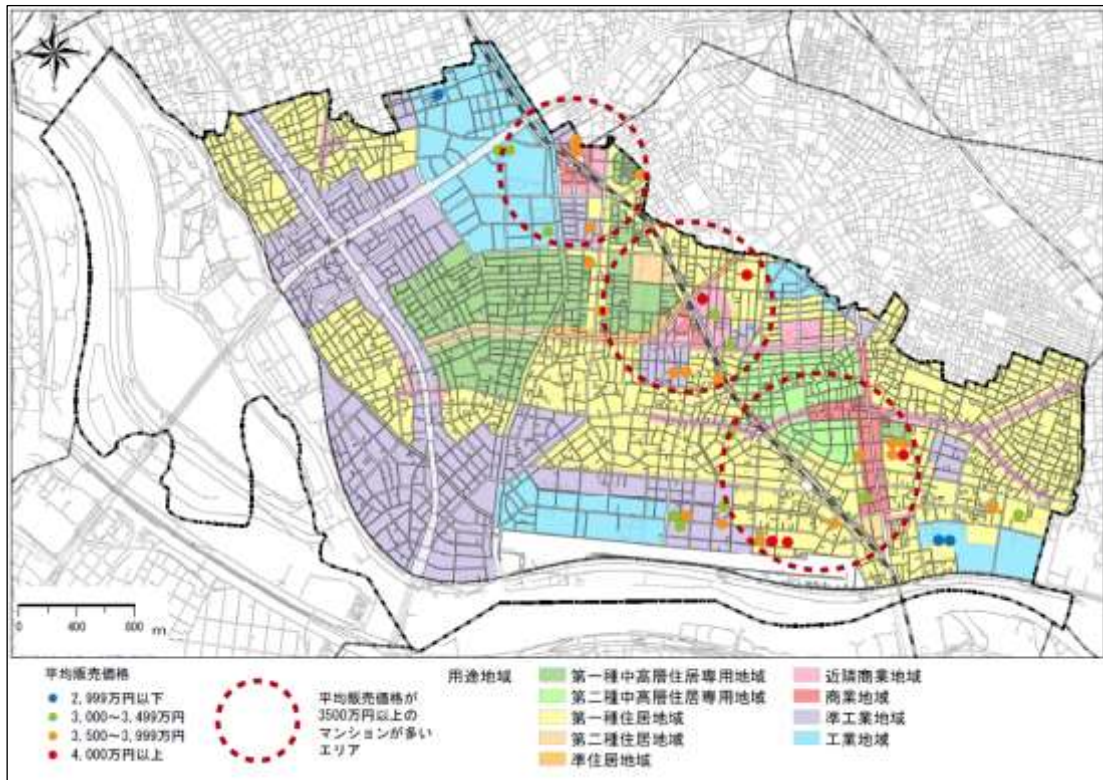 0 400 800 m
平均販売価格
2,999万円以下
3,000～3,499万円
3,500～3,999万円
4,000万円以上
平均販売価格が
3500万円以上の
マンションが多い
エリア
用途地域
第一種中高層住居専用地域
第二種中高層住居専用地域
第一種住居地域
第二種住居地域
準住居地域
近隣商業地域
商業地域
準工業地域
工業地域